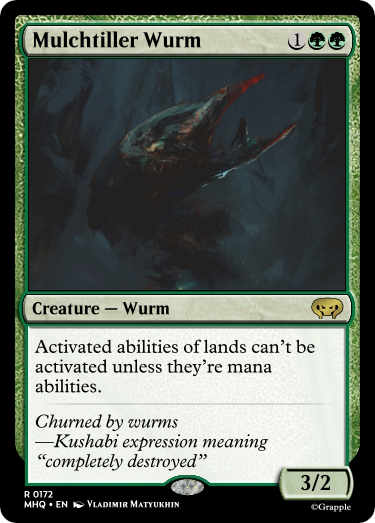 Mulchtiller Wurm 1
Creature — Wurm
Activated abilities of lands can’t be
activated unless they’re mana
abilities.
Churned by wurms
—Kushabi expression meaning
“completely destroyed”
3/2
R 0172
MHQ • EN Vladimir Matyukhin
©Grapple